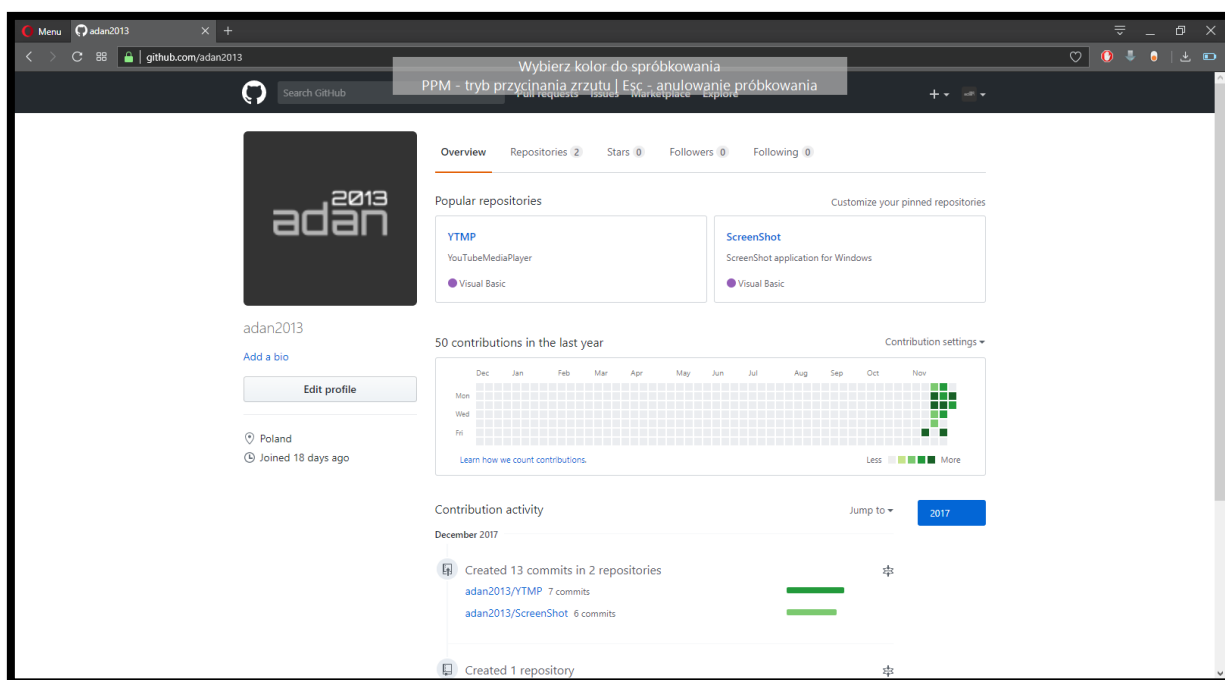 Menu adan2013
github.com/adan2013
Wybierz kolor do spróbkowania
PPM - tryb przycinania zrzutu | Esc - anulowanie próbkowania
Search GitHub
Pull requests Issues Marketplace Explore
2013
adan
Overview Repositories 2 Stars 0 Followers 0 Following 0
Popular repositories Customize your pinned repositories
YTMP
YouTubeMediaPlayer
Visual Basic
ScreenShot
ScreenShot application for Windows
Visual Basic
adan2013
Add a bio
Edit profile
Poland
Joined 18 days ago
50 contributions in the last year Contribution settings
Dec Jan Feb Mar Apr May Jun Jul Aug Sep Oct Nov
Mon
Wed
Fri
Learn how we count contributions. Less More
Contribution activity Jump to 2017
December 2017
Created 13 commits in 2 repositories
adan2013/YTMP 7 commits
adan2013/ScreenShot 6 commits
Created 1 repository